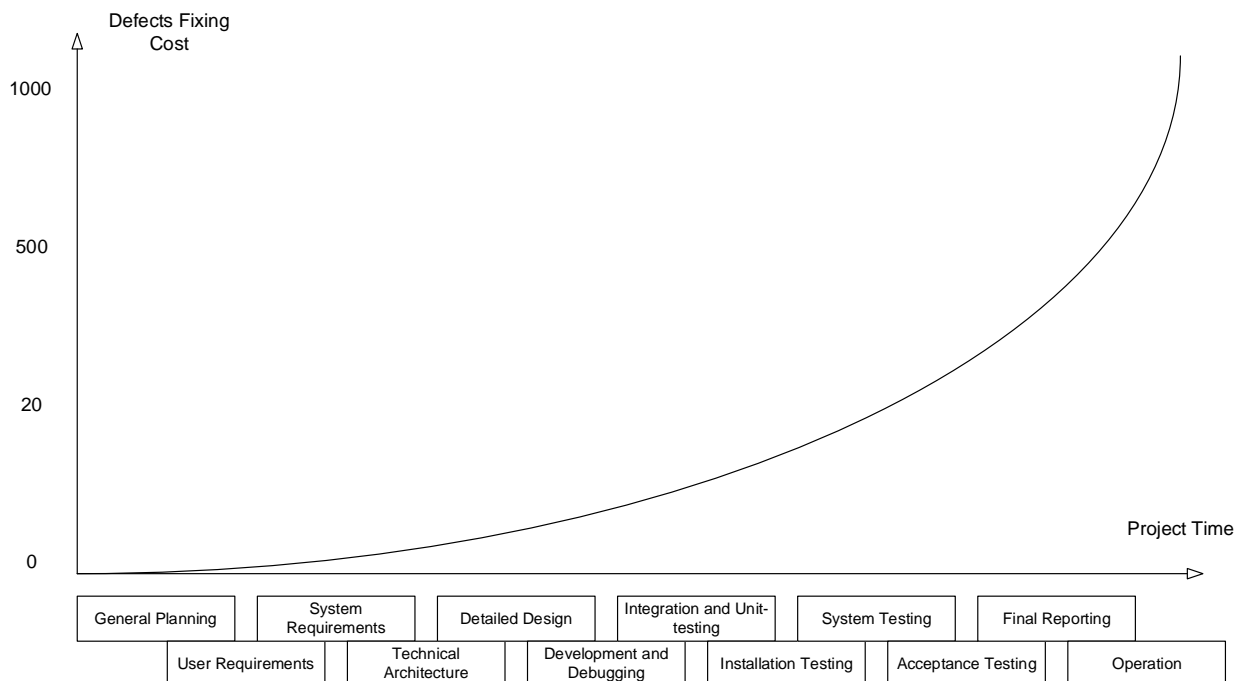 Defects Fixing
Cost
1000
500
20
0
Project Time
General Planning
System
Requirements
Detailed Design
Integration and Unit-
testing
System Testing
Final Reporting
User Requirements
Technical
Architecture
Development and
Debugging
Installation Testing
Acceptance Testing
Operation